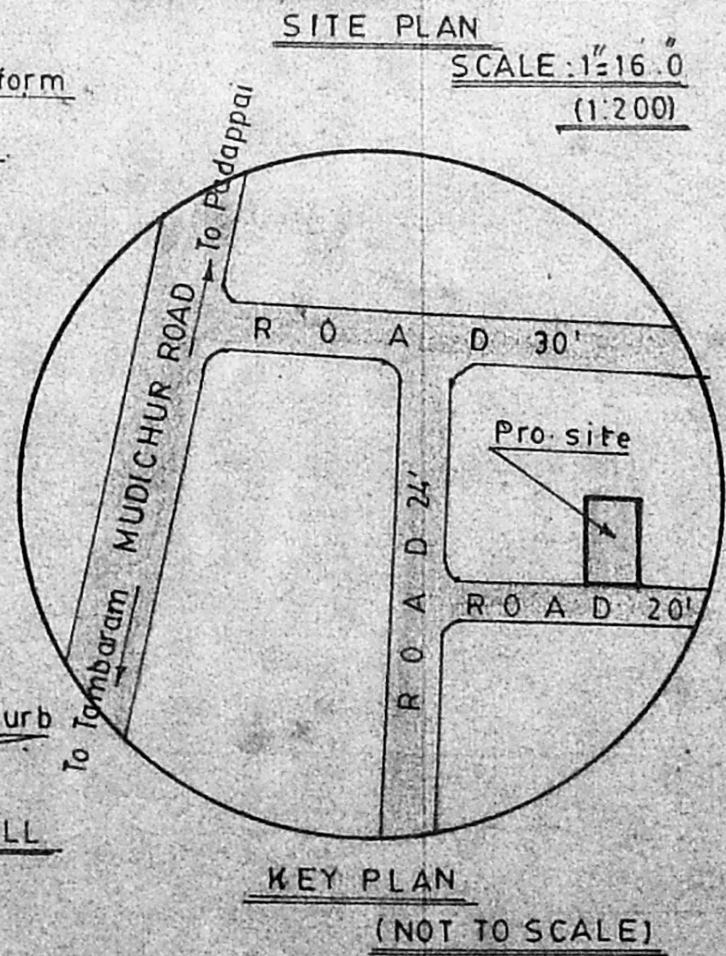 SITE PLAN
SCALE: 1"=16'.0"
(1:200)
form
To Padappai
ROAD 30'
MUDICHUR ROAD
Pro. site
ROAD 24'
ROAD 20'
To Tambaram
urb
LL
KEY PLAN
(NOT TO SCALE)